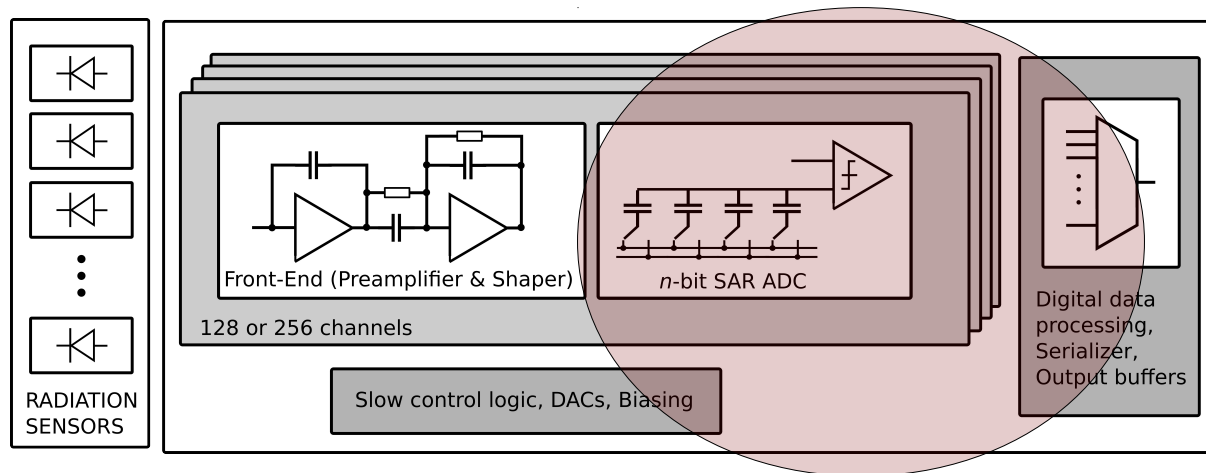 RADIATION
SENSORS
Front-End (Preamplifier & Shaper)
n-bit SAR ADC
128 or 256 channels
Slow control logic, DACs, Biasing
Digital data
processing,
Serializer,
Output buffers